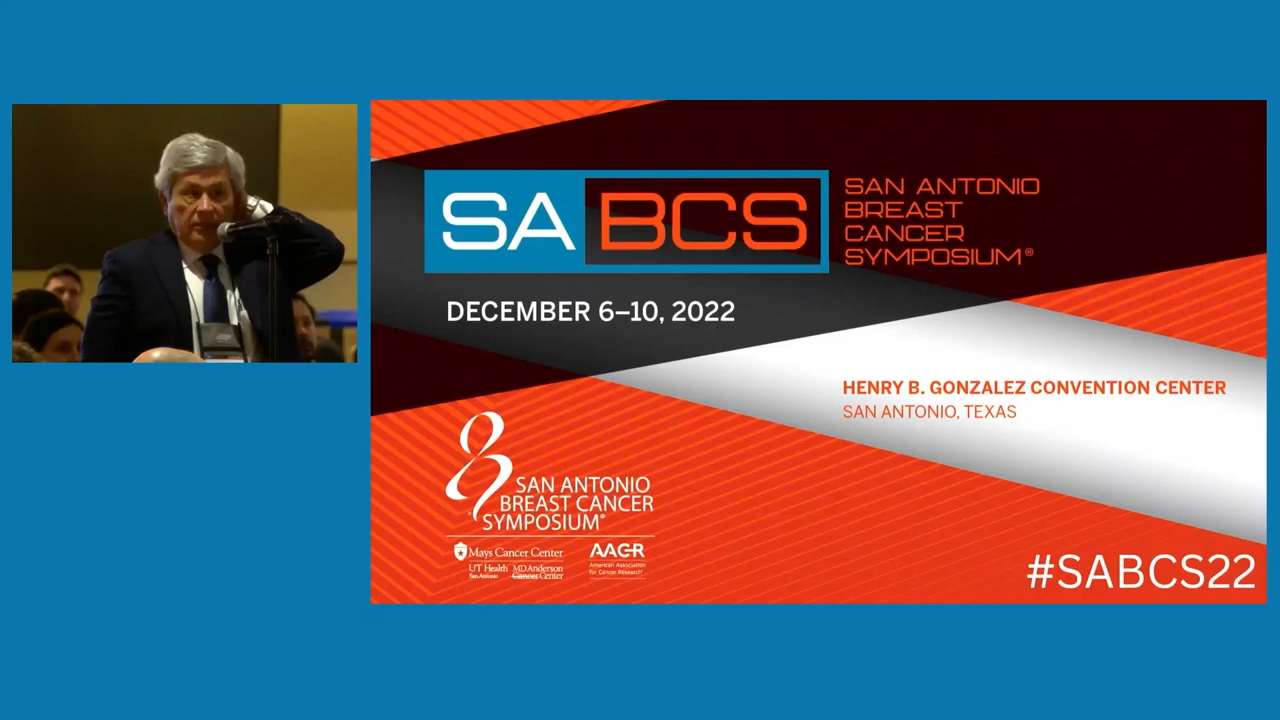 SA BCS
SAN ANTONIO
BREAST
CANCER
SYMPOSIUM®
DECEMBER 6–10, 2022
HENRY B. GONZALEZ CONVENTION CENTER
SAN ANTONIO, TEXAS
SAN ANTONIO
BREAST CANCER
SYMPOSIUM®
Mays Cancer Center
UT Health
San Antonio
MDAnderson
Cancer Center
AACR
American Association
for Cancer Research®
#SABCS22